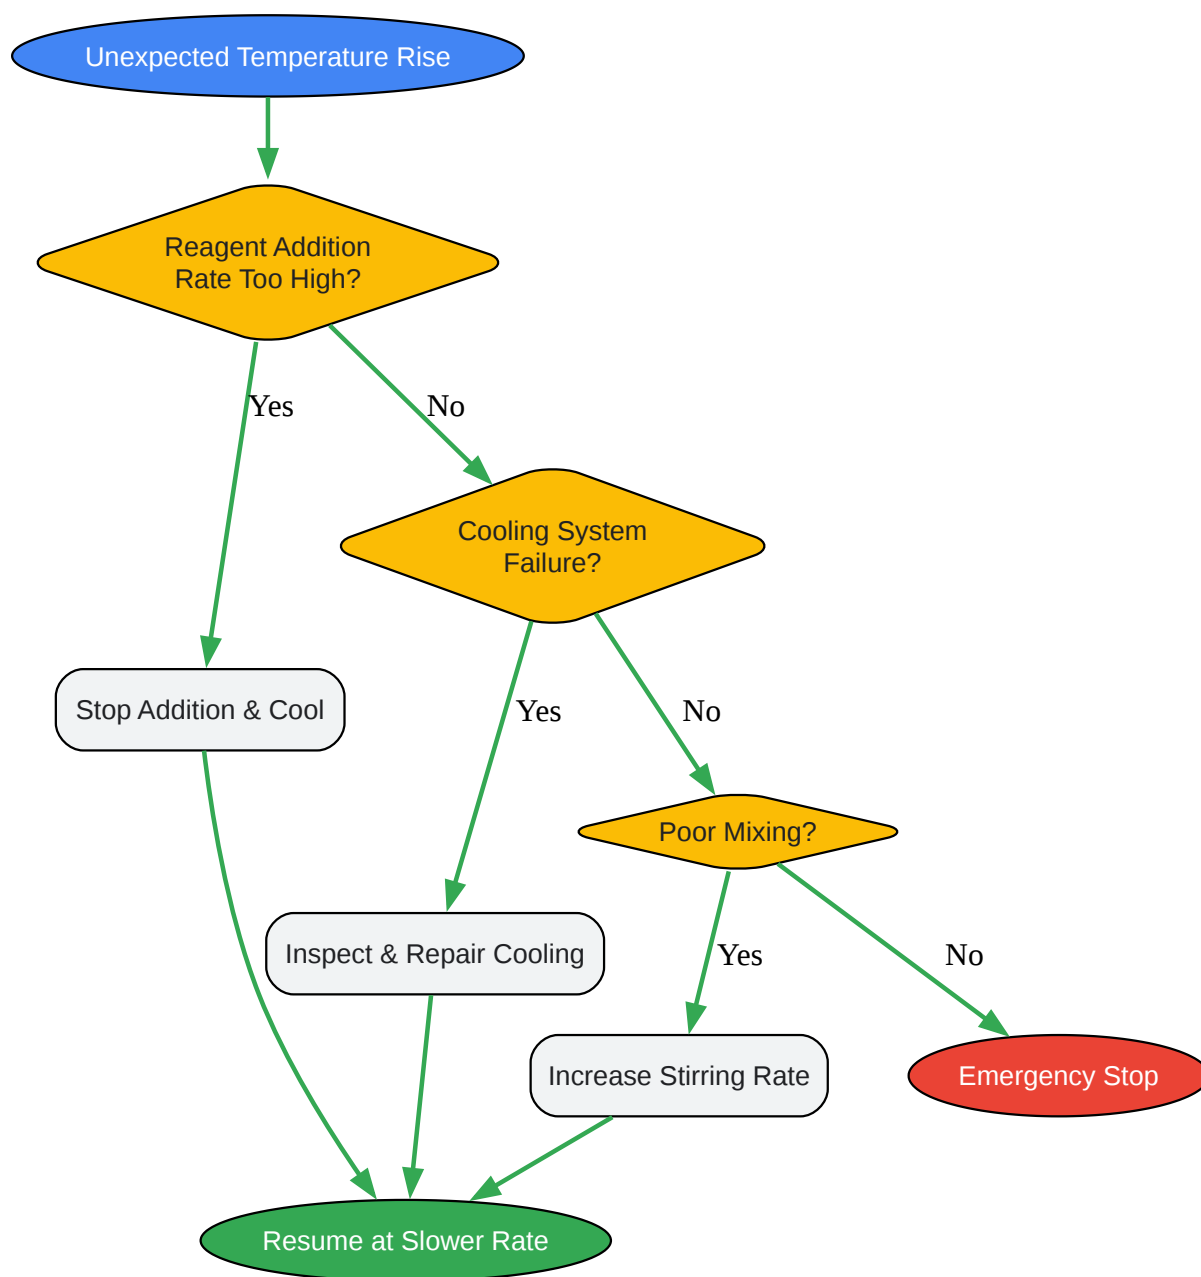 Unexpected Temperature Rise
Reagent Addition
Rate Too High?
Yes
No
Cooling System
Failure?
Stop Addition & Cool
Yes
No
Poor Mixing?
Inspect & Repair Cooling
Yes
No
Increase Stirring Rate
Emergency Stop
Resume at Slower Rate